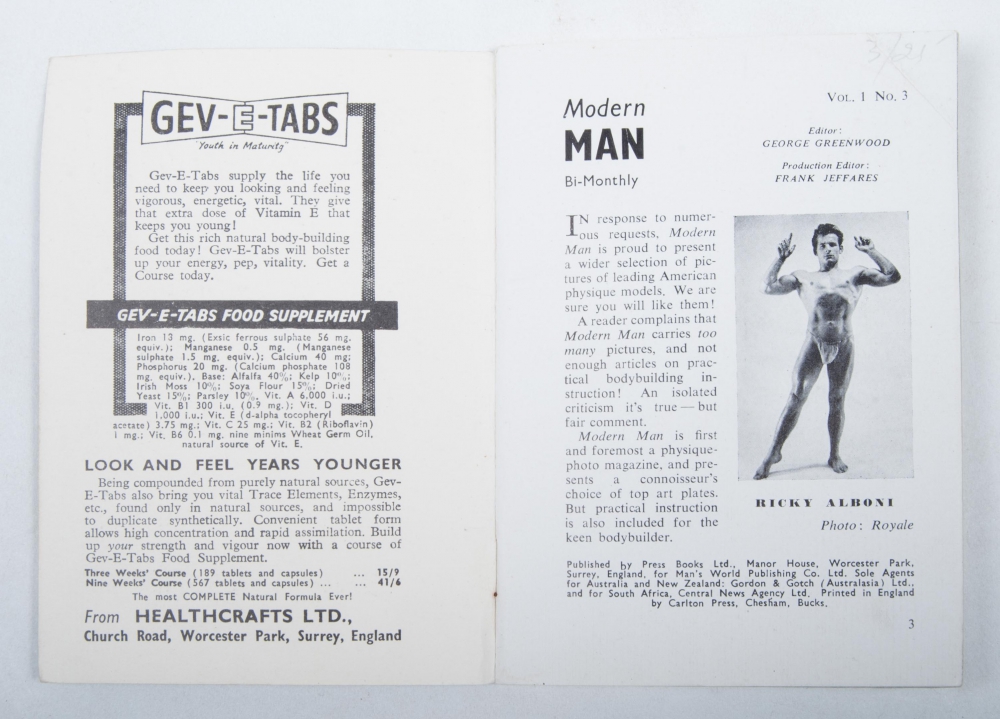 GEV-E-TABS
"Youth in Maturity"
Gev-E-Tabs supply the life you
need to keep you looking and feeling
vigorous, energetic, vital. They give
that extra dose of Vitamin E that
keeps you young!
Get this rich natural body-building
food today! Gev-E-Tabs will bolster
up your energy, pep, vitality. Get a
Course today.
GEV-E-TABS FOOD SUPPLEMENT
Iron 13 mg. (Exsic ferrous sulphate 56 mg.
equiv.); Manganese 0.5 mg. (Manganese
sulphate 1.5 mg. equiv.); Calcium 40 mg;
Phosphorus 20 mg. (Calcium phosphate 108
mg. equiv.). Base: Alfalfa 40%; Kelp 10%;
Irish Moss 10%; Soya Flour 15%; Dried
Yeast 15%; Parsley 10%. Vit. A 6,000 i.u.;
Vit. B1 300 i.u. (0.9 mg.); Vit. D
1,000 i.u.; Vit. E (d-alpha tocopheryl
acetate) 3.75 mg.; Vit. C 25 mg.; Vit. B2 (Riboflavin)
1 mg.; Vit. B6 0.1 mg. nine minims Wheat Germ Oil,
natural source of Vit. E.
LOOK AND FEEL YEARS YOUNGER
Being compounded from purely natural sources, Gev-
E-Tabs also bring you vital Trace Elements, Enzymes,
etc., found only in natural sources, and impossible
to duplicate synthetically. Convenient tablet form
allows high concentration and rapid assimilation. Build
up your strength and vigour now with a course of
Gev-E-Tabs Food Supplement.
Three Weeks' Course (189 tablets and capsules) ... 15/9
Nine Weeks' Course (567 tablets and capsules) ... ... 41/6
The most COMPLETE Natural Formula Ever!
From HEALTHCRAFTS LTD.,
Church Road, Worcester Park, Surrey, England
Modern
MAN
Bi-Monthly
VOL. 1 No. 3
Editor:
GEORGE GREENWOOD
Production Editor:
FRANK JEFFARES
IN response to numer-
ous requests, Modern
Man is proud to present
a wider selection of pic-
tures of leading American
physique models. We are
sure you will like them!
A reader complains that
Modern Man carries too
many pictures, and not
enough articles on prac-
tical bodybuilding in-
struction! An isolated
criticism it's true—but
fair comment.
Modern Man is first
and foremost a physique-
photo magazine, and pre-
sents a connoisseur's
choice of top art plates.
But practical instruction
is also included for the
keen bodybuilder.
RICKY ALBONI
Photo: Royale
Published by Press Books Ltd., Manor House, Worcester Park,
Surrey, England, for Man's World Publishing Co. Ltd. Sole Agents
for Australia and New Zealand: Gordon & Gotch (Australasia) Ltd.,
and for South Africa, Central News Agency Ltd. Printed in England
by Carlton Press, Chesham, Bucks.
3